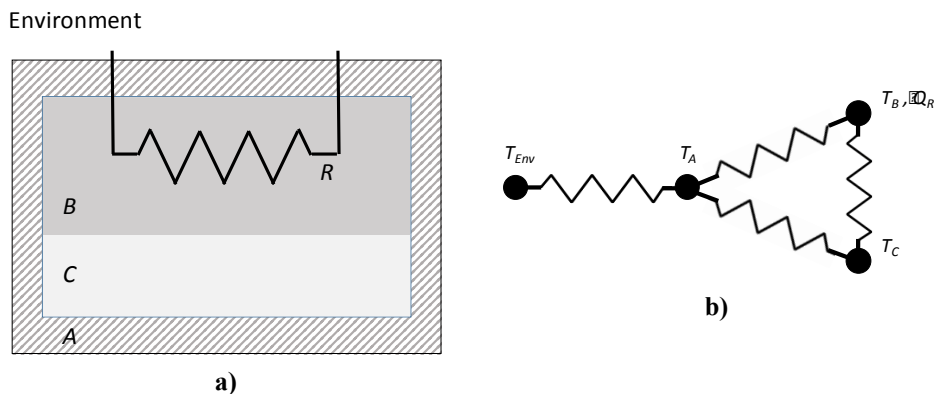 Environment
R
B
C
A
a)
T_Env
T_A
T_B, Q_R
T_C
b)